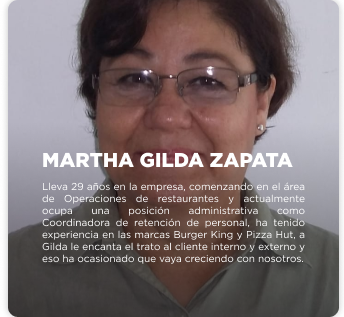 MARTHA GILDA ZAPATA
Lleva 29 años en la empresa, comenzando en el área
de Operaciones de restaurantes y actualmente
ocupa una posición administrativa como
Coordinadora de retención de personal, ha tenido
experiencia en las marcas Burger King y Pizza Hut, a
Gilda le encanta el trato al cliente interno y externo y
eso ha ocasionado que vaya creciendo con nosotros.